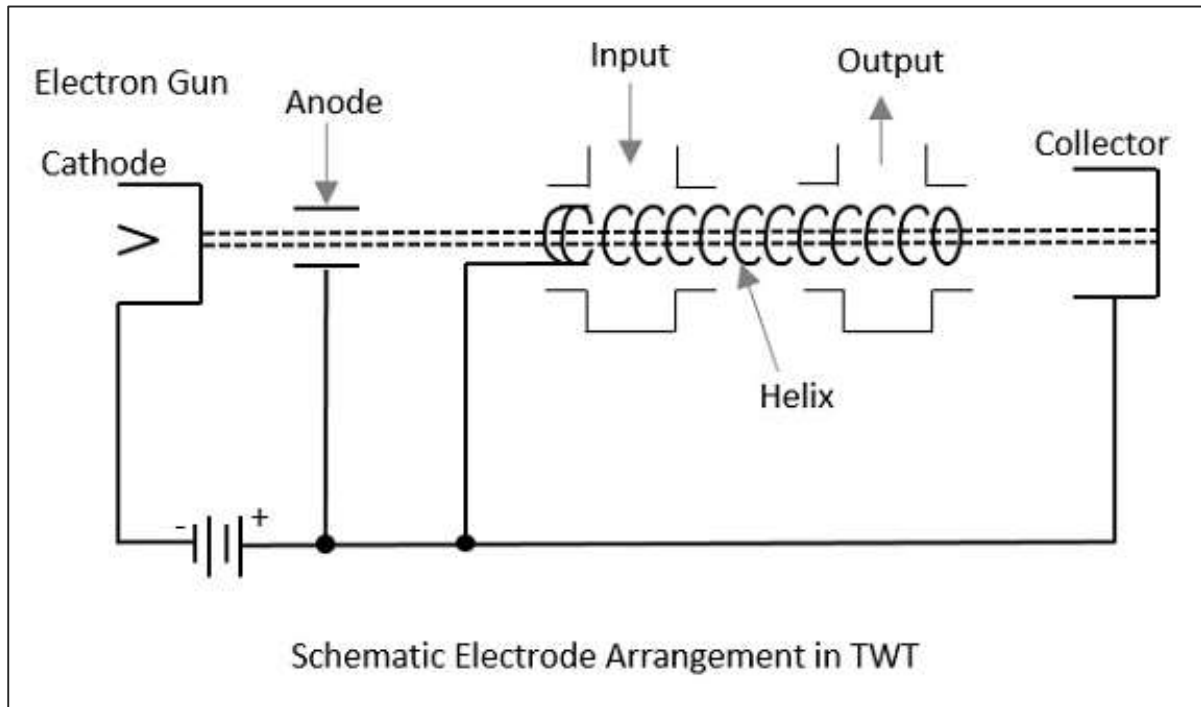 Electron Gun
Cathode
Anode
Input
Output
Collector
Helix
- +
Schematic Electrode Arrangement in TWT